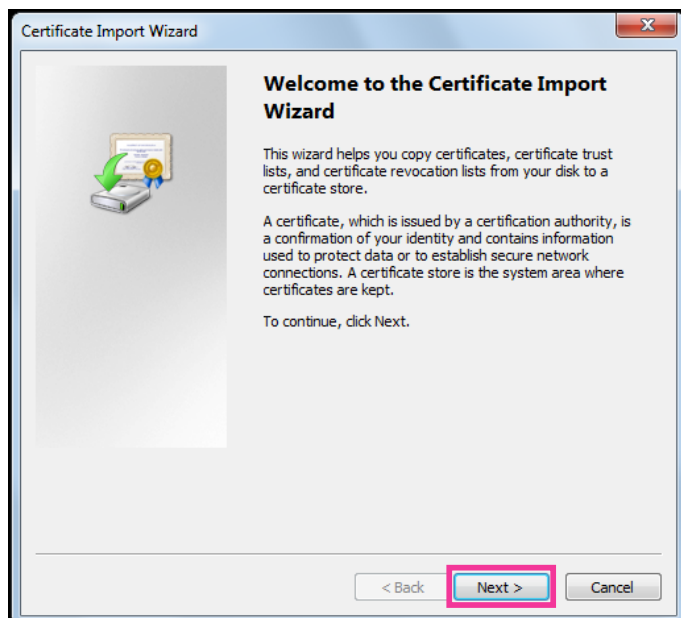 Certificate Import Wizard
Welcome to the Certificate Import
Wizard
This wizard helps you copy certificates, certificate trust
lists, and certificate revocation lists from your disk to a
certificate store.
A certificate, which is issued by a certification authority, is
a confirmation of your identity and contains information
used to protect data or to establish secure network
connections. A certificate store is the system area where
certificates are kept.
To continue, click Next.
< Back Next > Cancel